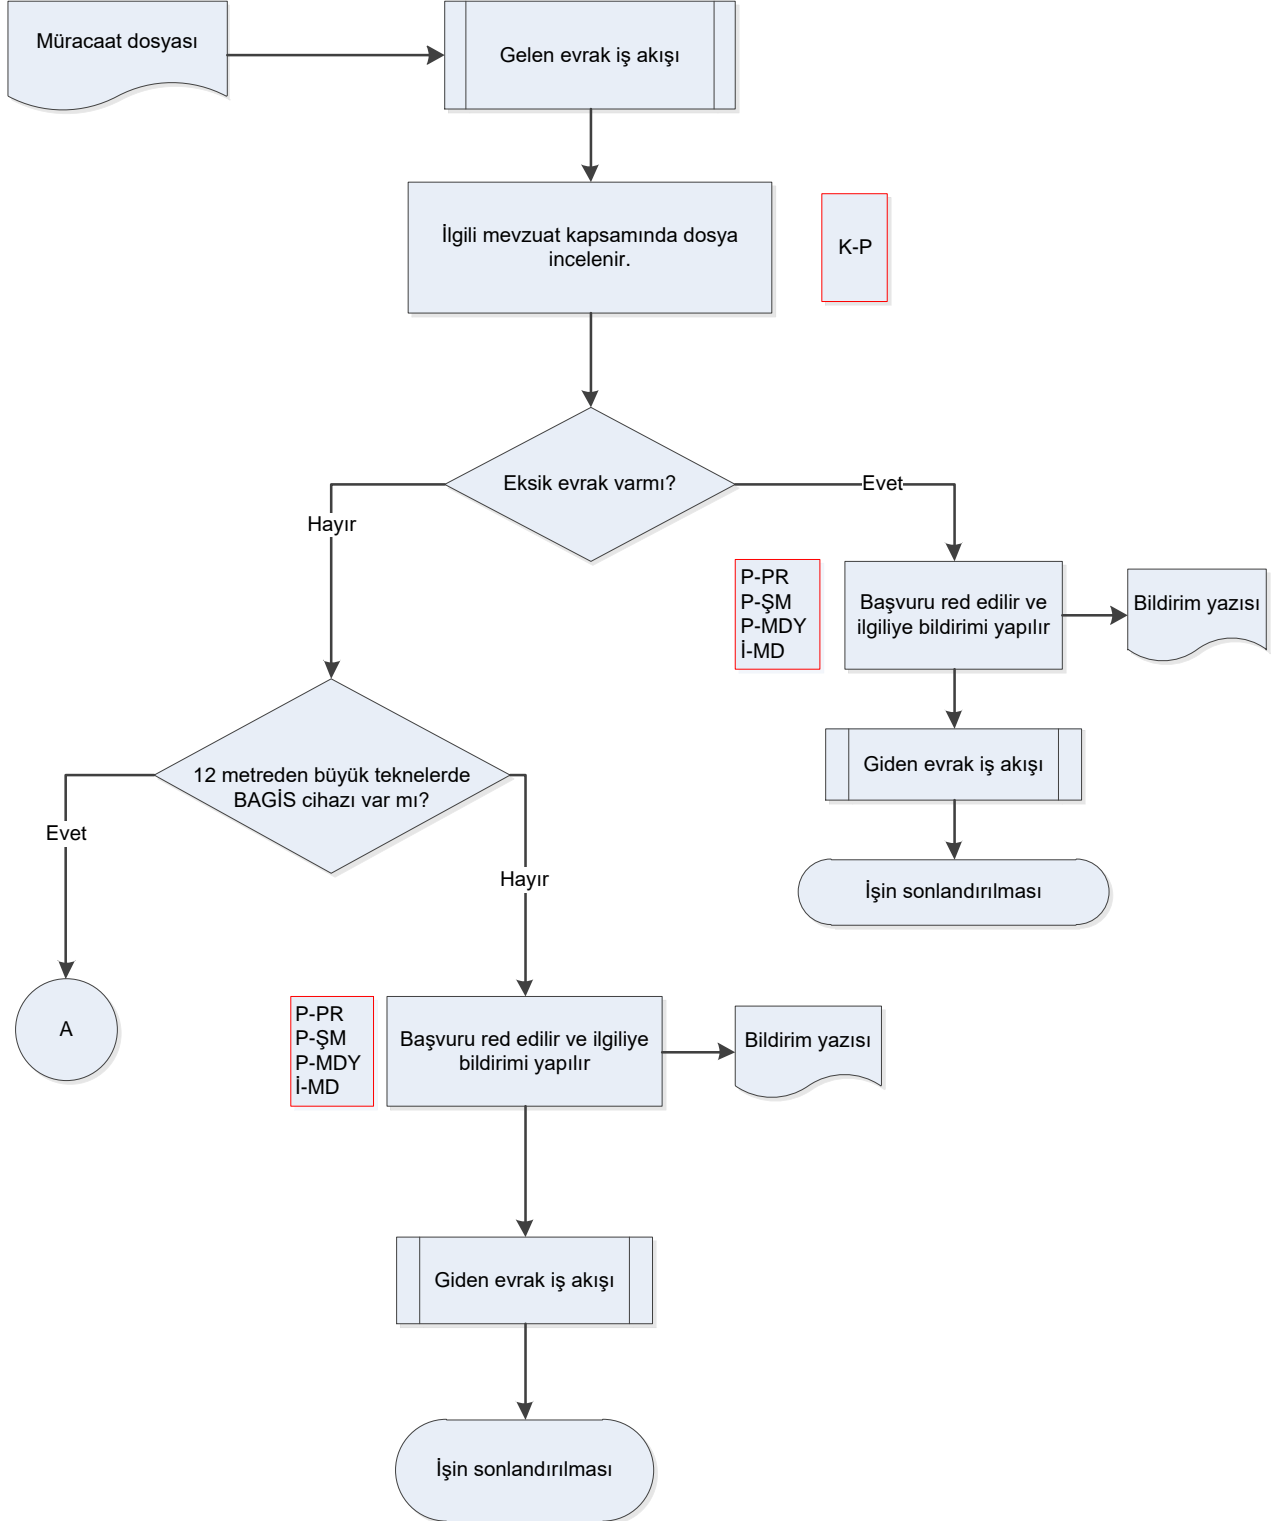 Müracaat dosyası
Gelen evrak iş akışı
İlgili mevzuat kapsamında dosya
incelenir.
K-P
Eksik evrak varmı?
Evet
Hayır
P-PR
P-ŞM
P-MDY
İ-MD
Başvuru red edilir ve
ilgiliye bildirimi yapılır
Bildirim yazısı
Giden evrak iş akışı
İşin sonlandırılması
12 metreden büyük teknelerde
BAGİS cihazı var mı?
Evet
Hayır
A
P-PR
P-ŞM
P-MDY
İ-MD
Başvuru red edilir ve ilgiliye
bildirimi yapılır
Bildirim yazısı
Giden evrak iş akışı
İşin sonlandırılması